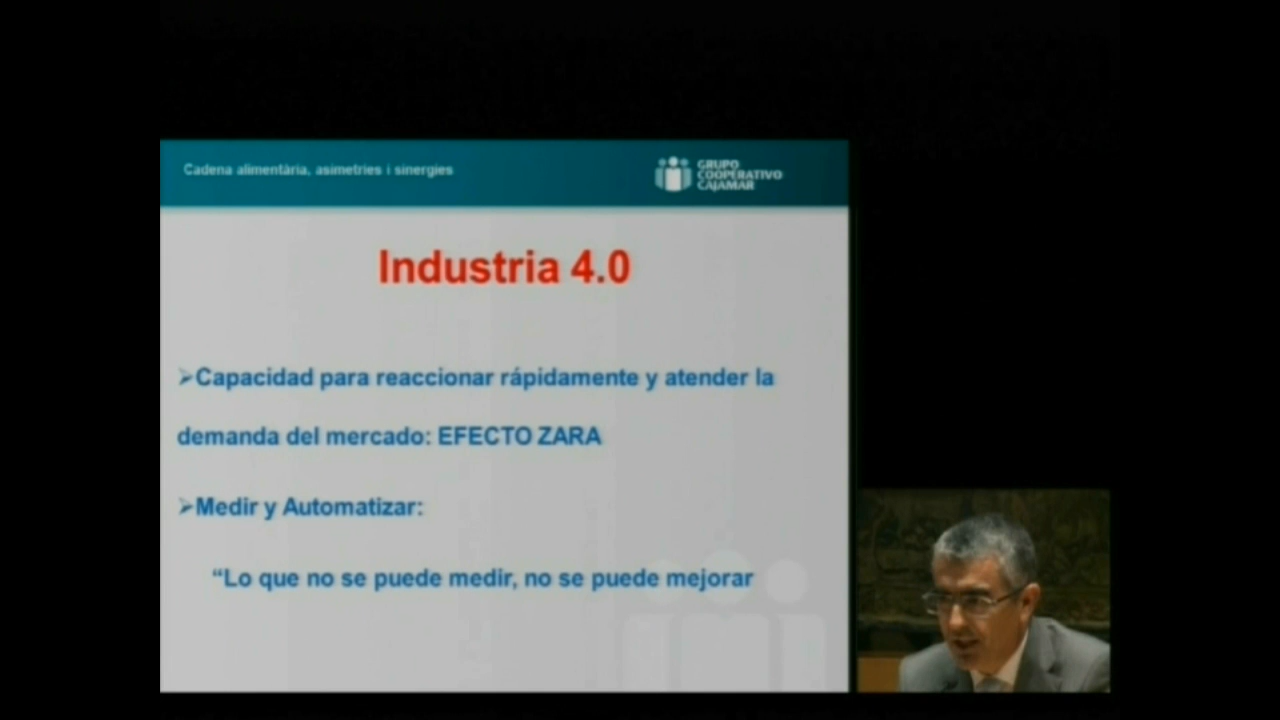 Cadena alimentària, asimetries i sinergies
GRUPO
COOPERATIVO
CAJAMAR
Industria 4.0
➢Capacidad para reaccionar rápidamente y atender la
demanda del mercado: EFECTO ZARA
➢Medir y Automatizar:
“Lo que no se puede medir, no se puede mejorar